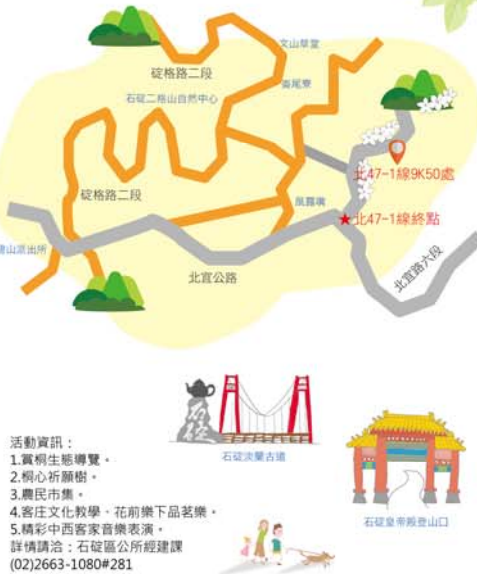 文山草堂
碇格路二段
崙尾寮
石碇二格山自然中心
北47-1線9K50處
碇格路二段
鳳露嘴
北47-1線終點
山派出所
北宜公路
北宜路六段
石碇
石碇淡蘭古道
石碇皇帝殿登山口
活動資訊：
1.賞桐生態導覽。
2.桐心祈願樹。
3.農民市集。
4.客庄文化教學、花前樂下品茗樂。
5.精彩中西客家音樂表演。
詳情請洽：石碇區公所經建課
(02)2663-1080#281